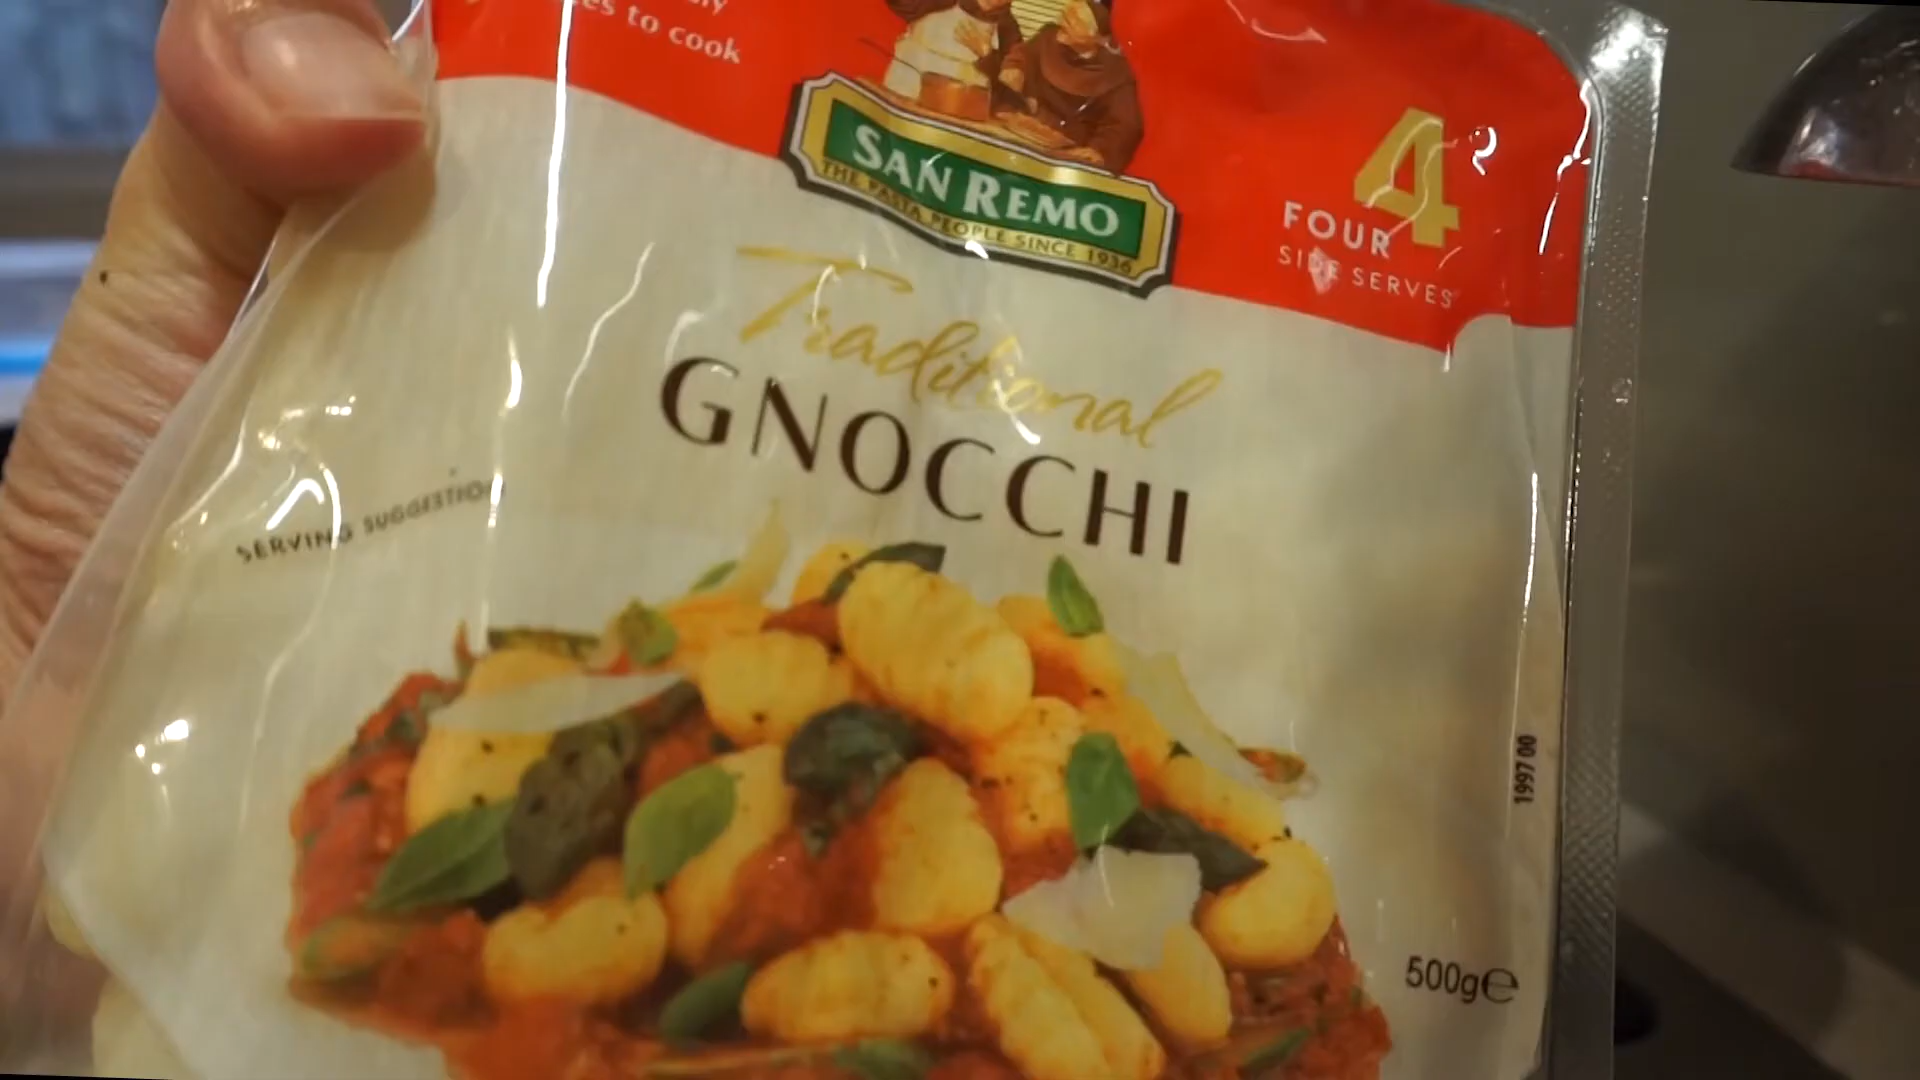 to cook
SAN REMO
THE PASTA PEOPLE SINCE 1936
4
FOUR
SIDE SERVES
Traditional
GNOCCHI
SERVING SUGGESTION
1997 00
500g℮